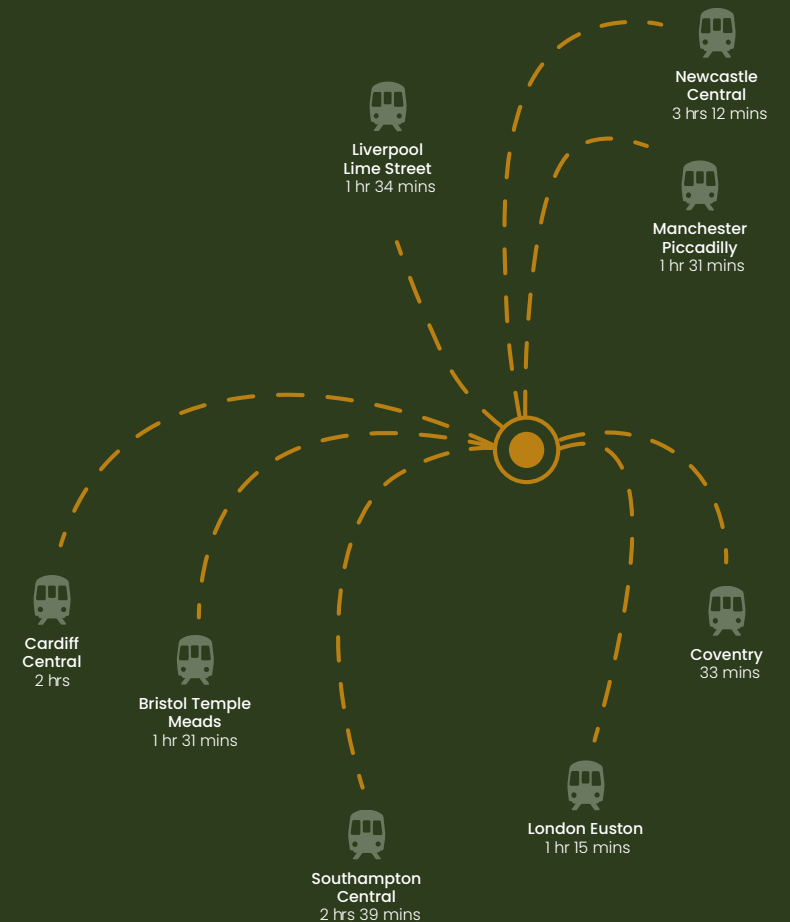 Newcastle
Central
3 hrs 12 mins
Liverpool
Lime Street
1 hr 34 mins
Manchester
Piccadilly
1 hr 31 mins
Cardiff
Central
2 hrs
Bristol Temple
Meads
1 hr 31 mins
Coventry
33 mins
London Euston
1 hr 15 mins
Southampton
Central
2 hrs 39 mins